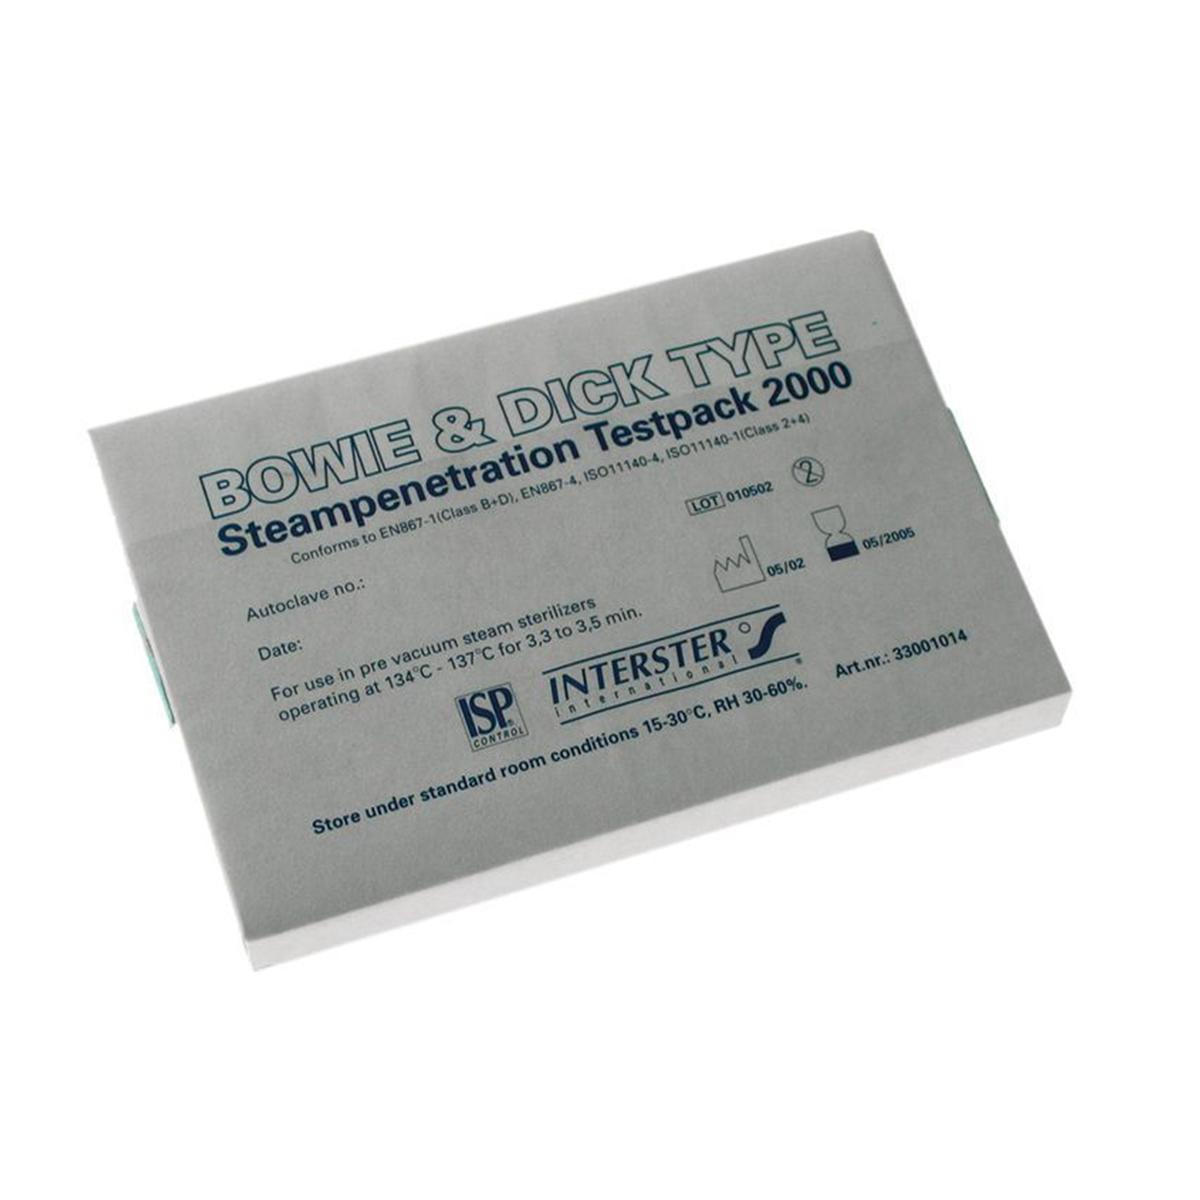 BOWIE & DICK TYPE
Steampenetration Testpack 2000
Conforms to EN867-1(Class B+D), EN867-4, ISO11140-4, ISO11140-1(Class 2+4)
LOT 010502
2
Autoclave no.:
05/02
05/2005
Date:
For use in pre vacuum steam sterilizers
operating at 134°C - 137°C for 3,3 to 3,5 min.
ISP®
CONTROL
INTERSTER
international®
Art.nr.: 33001014
Store under standard room conditions 15-30°C, RH 30-60%.